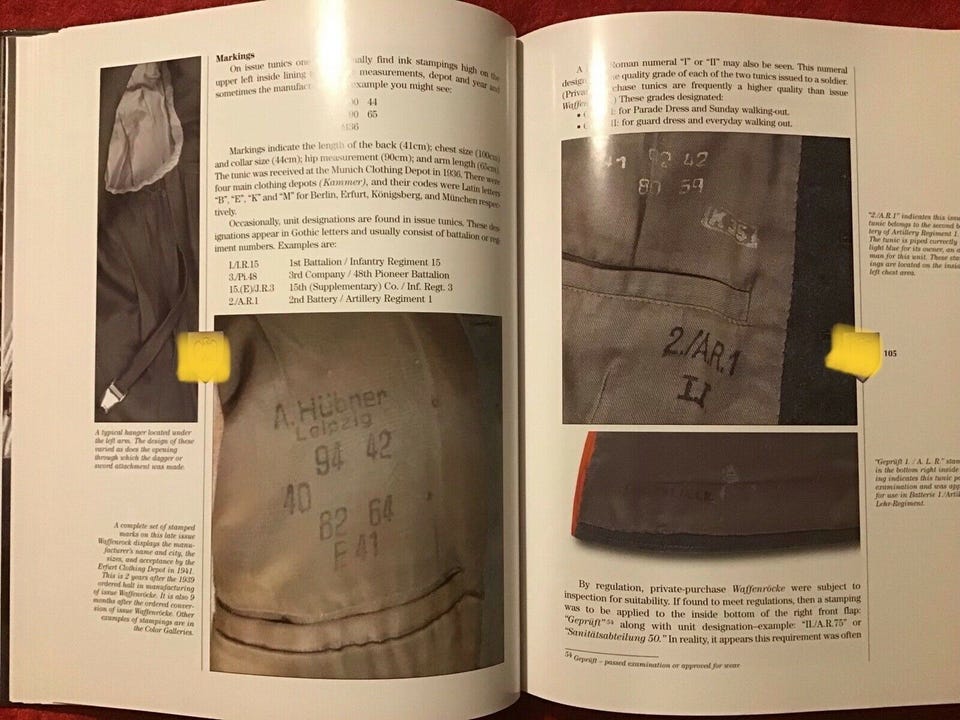 Markings
On issue tunics one ally find ink stampings high on the
upper left inside lining measurements, depot and year and
sometimes the manufact example you might see:
44
65
M36
Markings indicate the length of the back (41cm); chest size (100cm)
and collar size (44cm); hip measurement (90cm); and arm length (65cm).
The tunic was received at the Munich Clothing Depot in 1936. There were
four main clothing depots (Kammer), and their codes were Latin letters
"B", "E", "K" and "M" for Berlin, Erfurt, Königsberg, and München respec-
tively.
Occasionally, unit designations are found in issue tunics. These des-
ignations appear in Gothic letters and usually consist of battalion or reg-
iment numbers. Examples are:
I./I.R.15 1st Battalion / Infantry Regiment 15
3./Pi.48 3rd Company / 48th Pioneer Battalion
15.(E)/J.R.3 15th (Supplementary) Co. / Inf. Regt. 3
2./A.R.1 2nd Battery / Artillery Regiment 1
A typical hanger located under
the left arm. The design of these
varied as does the opening
through which the dagger or
sword attachment was made.
A. Hübner
Leipzig
94 42
40
82 64
E 41
A complete set of stamped
marks on this late issue
Waffenrock displays the manu-
facturer's name and city, the
sizes, and acceptance by the
Erfurt Clothing Depot in 1941.
This is 2 years after the 1939
ordered halt in manufacturing
of issue Waffenröcke. It is also 9
months after the ordered conver-
sion of issue Waffenröcke. Other
examples of stampings are in
the Color Galleries.
A Roman numeral "I" or "II" may also be seen. This numeral
design quality grade of each of the two tunics issued to a soldier.
(Priva chase tunics are frequently a higher quality than issue
Waffen .) These grades designated:
• I: for Parade Dress and Sunday walking-out.
• II: for guard dress and everyday walking out.
41 92 42
80 59
K35
2./A.R.1
II
"2./A.R.1" indicates this issu
tunic belongs to the second b
tery of Artillery Regiment 1.
The tunic is piped correctly
light blue for its owner, an a
man for this unit. These sta
ings are located on the insid
left chest area.
105
"Geprüft 1. / A. L. R." stam
in the bottom right inside
ing indicates this tunic pa
examination and was app
for use in Batterie 1./Artil
Lehr-Regiment.
By regulation, private-purchase Waffenröcke were subject to
inspection for suitability. If found to meet regulations, then a stamping
was to be applied to the inside bottom of the right front flap:
"Geprüft"54 along with unit designation–example: "II./A.R.75" or
"Sanitätsabteilung 50." In reality, it appears this requirement was often
54 Geprüft – passed examination or approved for wear